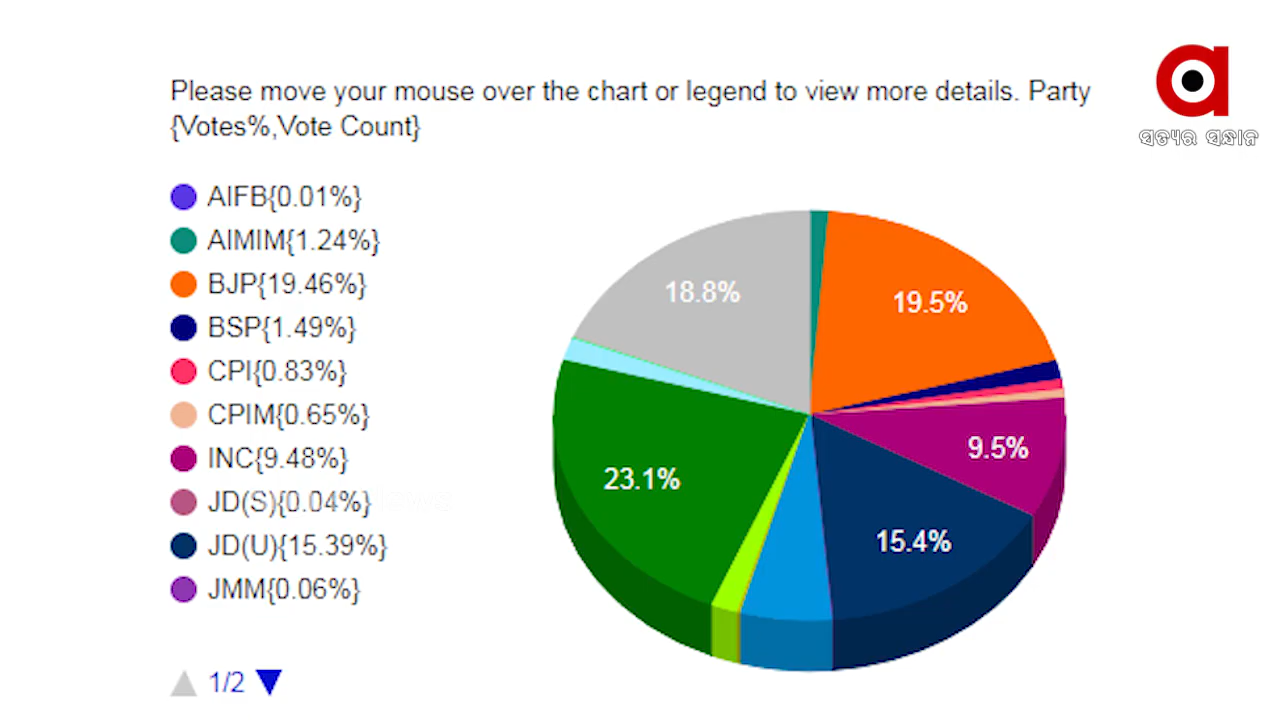 Please move your mouse over the chart or legend to view more details. Party
{Votes%,Vote Count}
ସତ୍ୟର ସନ୍ଧାନ
AIFB{0.01%}
AIMIM{1.24%}
BJP{19.46%}
BSP{1.49%}
CPI{0.83%}
CPIM{0.65%}
INC{9.48%}
JD(S){0.04%}
JD(U){15.39%}
JMM{0.06%}
1/2
18.8%
19.5%
9.5%
23.1%
15.4%